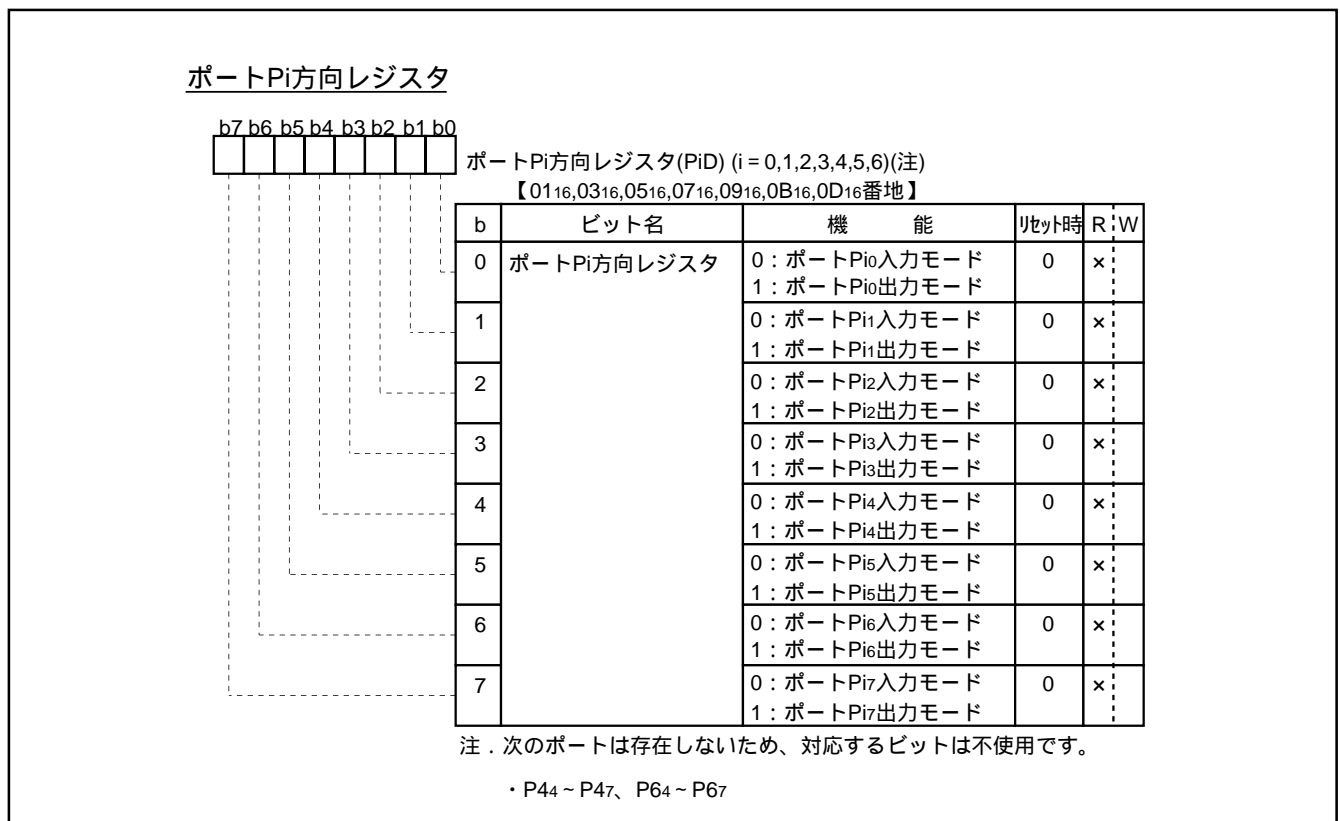 ポートPi方向レジスタ
b7 b6 b5 b4 b3 b2 b1 b0
ポートPi方向レジスタ(PiD) (i = 0,1,2,3,4,5,6)(注)
【0116,0316,0516,0716,0916,0B16,0D16番地】
b ビット名 機 能 リセット時 R W
0 ポートPi方向レジスタ 0：ポートPi0入力モード 0 ×
1：ポートPi0出力モード
1 0：ポートPi1入力モード 0 ×
1：ポートPi1出力モード
2 0：ポートPi2入力モード 0 ×
1：ポートPi2出力モード
3 0：ポートPi3入力モード 0 ×
1：ポートPi3出力モード
4 0：ポートPi4入力モード 0 ×
1：ポートPi4出力モード
5 0：ポートPi5入力モード 0 ×
1：ポートPi5出力モード
6 0：ポートPi6入力モード 0 ×
1：ポートPi6出力モード
7 0：ポートPi7入力モード 0 ×
1：ポートPi7出力モード
注．次のポートは存在しないため、対応するビットは不使用です。
・P44 ~ P47、P64 ~ P67